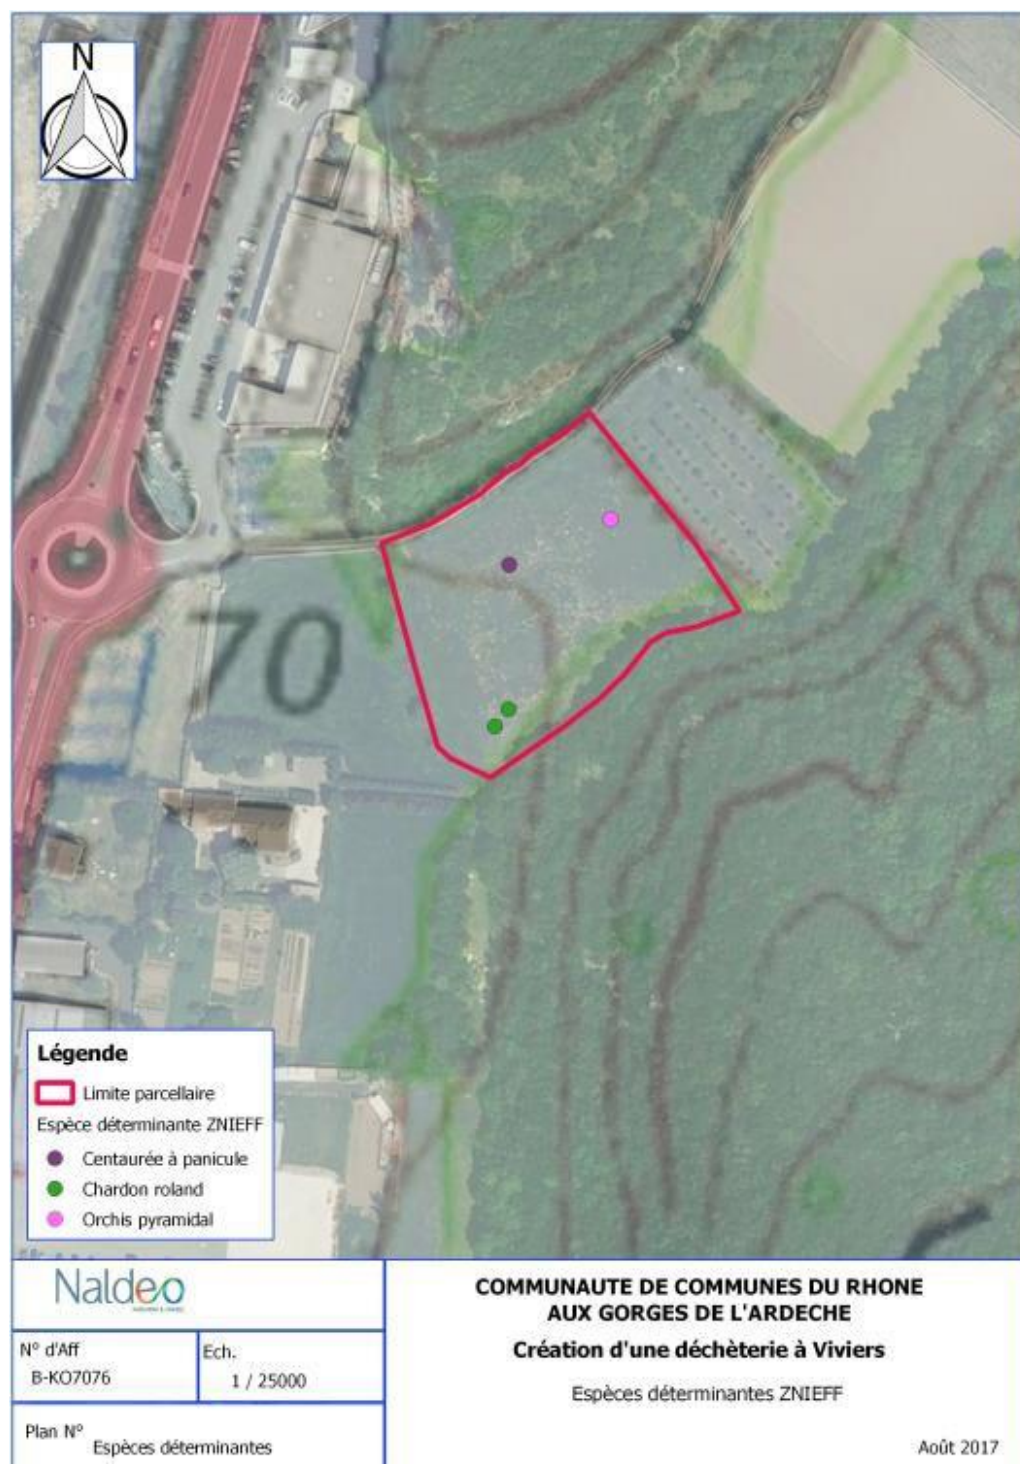 N
70
Légende
Limite parcellaire
Espèce déterminante ZNIEFF
Centaurée à panicule
Chardon roland
Orchis pyramidal
Naldeo
N° d'Aff
B-KO7076
Ech.
1 / 25000
Plan N°
Espèces déterminantes
COMMUNAUTE DE COMMUNES DU RHONE
AUX GORGES DE L'ARDECHE
Création d'une déchèterie à Viviers
Espèces déterminantes ZNIEFF
Août 2017